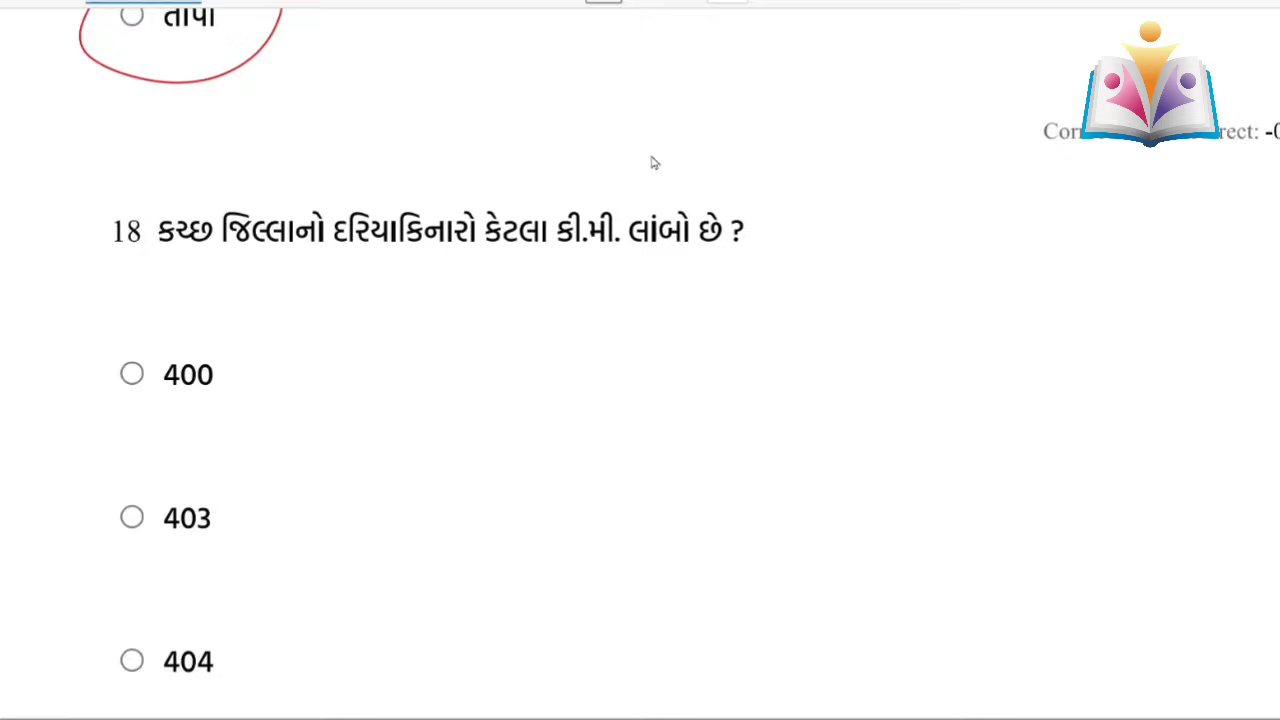 તાપી
18 કચ્છ જિલ્લાનો દરિયાકિનારો કેટલા કી.મી. લાંબો છે ?
400
403
404